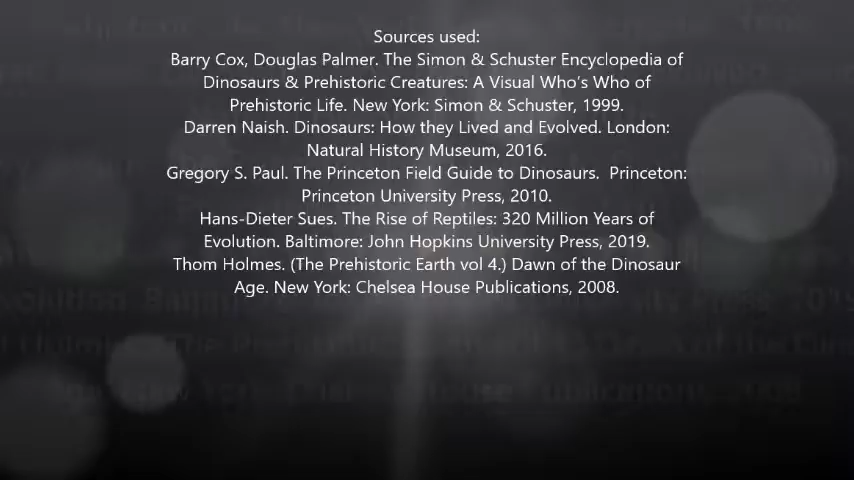 Sources used:
Barry Cox, Douglas Palmer. The Simon & Schuster Encyclopedia of
Dinosaurs & Prehistoric Creatures: A Visual Who's Who of
Prehistoric Life. New York: Simon & Schuster, 1999.
Darren Naish. Dinosaurs: How they Lived and Evolved. London:
Natural History Museum, 2016.
Gregory S. Paul. The Princeton Field Guide to Dinosaurs.  Princeton:
Princeton University Press, 2010.
Hans-Dieter Sues. The Rise of Reptiles: 320 Million Years of
Evolution. Baltimore: John Hopkins University Press, 2019.
Thom Holmes. (The Prehistoric Earth vol 4.) Dawn of the Dinosaur
Age. New York: Chelsea House Publications, 2008.